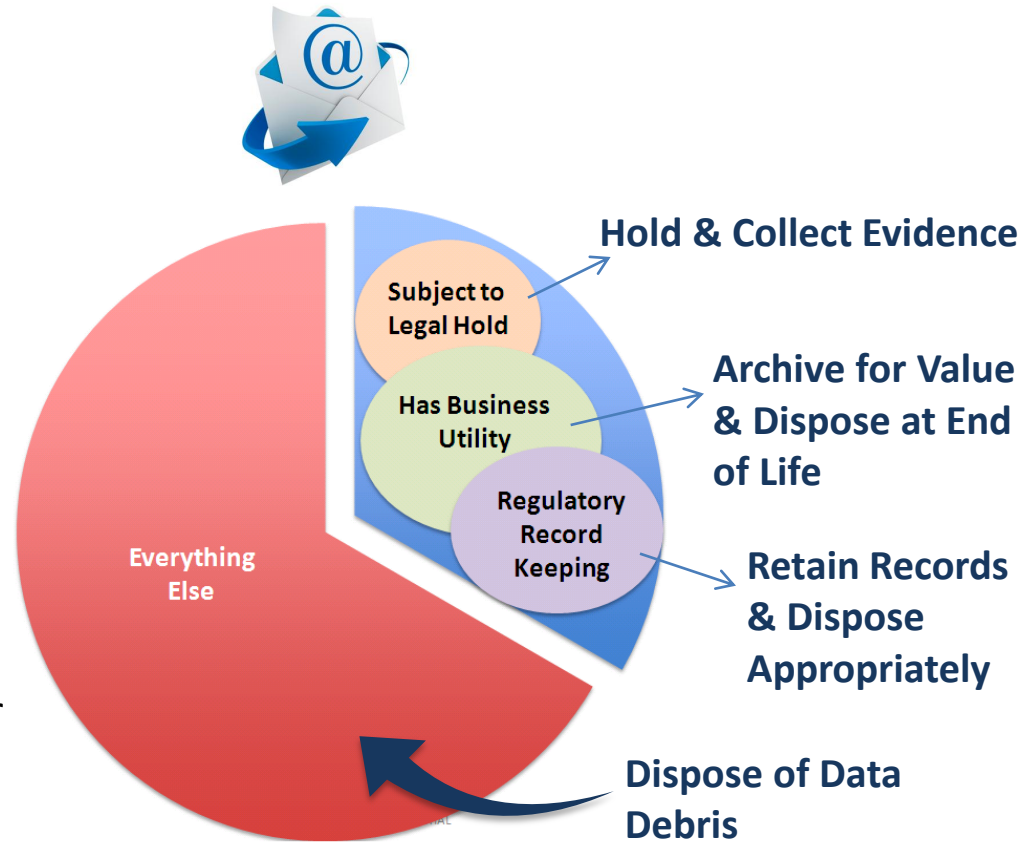 @
Hold & Collect Evidence
Subject to
Legal Hold
Archive for Value
& Dispose at End
of Life
Has Business
Utility
Regulatory
Record
Keeping
Retain Records
& Dispose
Appropriately
Everything
Else
Dispose of Data
Debris